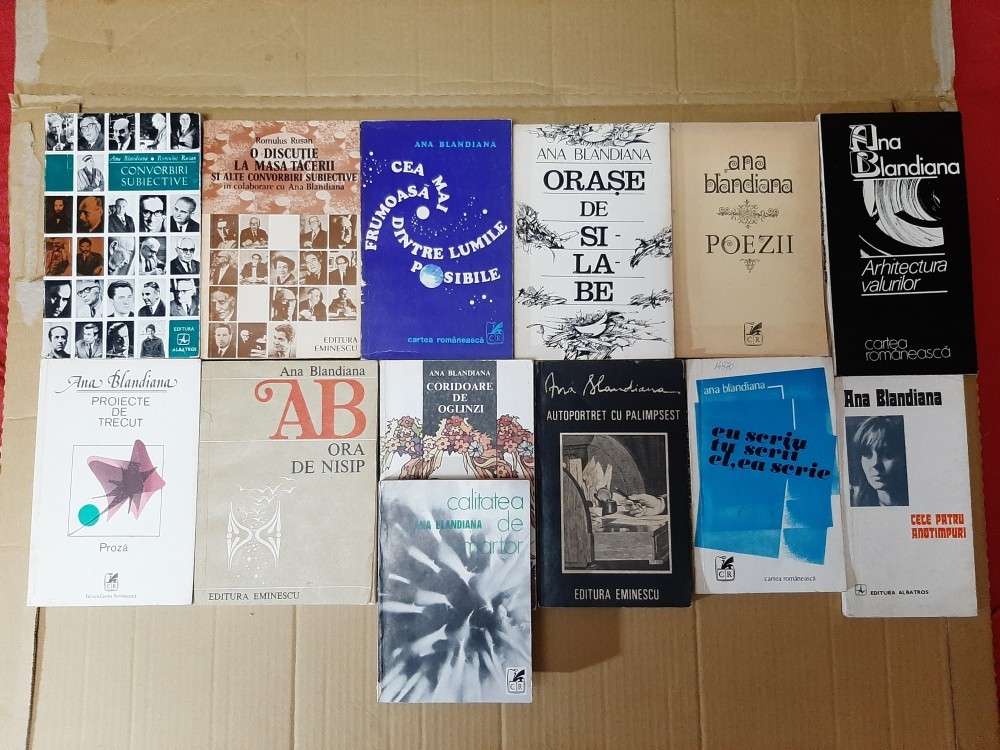 Ana Blandiana • Romulus Rusan
CONVORBIRI
SUBIECTIVE
EDITURA
ALBATROS
Romulus Rusan
O DISCUȚIE
LA MASA TĂCERII
ȘI ALTE CONVORBIRI SUBIECTIVE
în colaborare cu Ana Blandiana
EDITURA
EMINESCU
ANA BLANDIANA
CEA MAI
FRUMOASĂ
DINTRE LUMILE
POSIBILE
CR
cartea românească
ANA BLANDIANA
ORAȘE
DE
SI-
LA-
BE
CR
ana
blandiana
POEZII
CR
Ana
Blandiana
Arhitectura
valurilor
cartea
românească
Ana Blandiana
PROIECTE
DE
TRECUT
Proză
CR
Editura Cartea Românească
Ana Blandiana
AB
ORA
DE NISIP
EDITURA EMINESCU
ANA BLANDIANA
CORIDOARE
DE
OGLINZI
calitatea
ANA BLANDIANA de
martor
CR
Ana Blandiana
AUTOPORTRET CU PALIMPSEST
EDITURA EMINESCU
ana blandiana
eu scriu
tu scrii
el, ea scrie
CR
cartea românească
Ana Blandiana
CELE PATRU
ANOTIMPURI
EDITURA ALBATROS